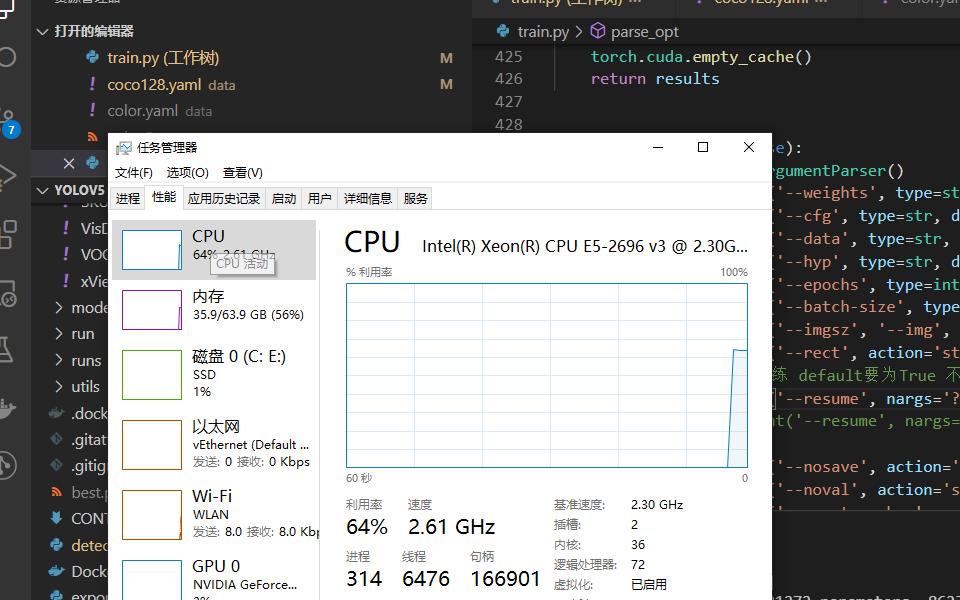 打开的编辑器
train.py (工作树) M
coco128.yaml data M
color.yaml data
7
YOLOV5
VisD
VOC
xVie
mode
run
runs
utils
.dock
.gitat
.gitig
best.p
CONT
detec
Dock
expor
train.py > parse_opt
425 torch.cuda.empty_cache()
426 return results
427
428
se):
rgumentParser()
('--weights', type=st
('--cfg', type=str, d
('--data', type=str,
('--hyp', type=str, d
('--epochs', type=int
('--batch-size', type
('--imgsz', '--img',
('--rect', action='st
练 default要为True 不
('--resume', nargs='?
nt('--resume', nargs=
('--nosave', action='
('--noval', action='s
任务管理器
文件(F) 选项(O) 查看(V)
进程 性能 应用历史记录 启动 用户 详细信息 服务
CPU
64% 2.61 GHz
CPU 活动
内存
35.9/63.9 GB (56%)
磁盘 0 (C: E:)
SSD
1%
以太网
vEthernet (Default ...
发送: 0 接收: 0 Kbps
Wi-Fi
WLAN
发送: 8.0 接收: 8.0 Kbp
GPU 0
NVIDIA GeForce...
CPU Intel(R) Xeon(R) CPU E5-2696 v3 @ 2.30G...
% 利用率 100%
60 秒 0
利用率 速度
64% 2.61 GHz
进程 线程 句柄
314 6476 166901
基准速度: 2.30 GHz
插槽: 2
内核: 36
逻辑处理器: 72
虚拟化: 已启用